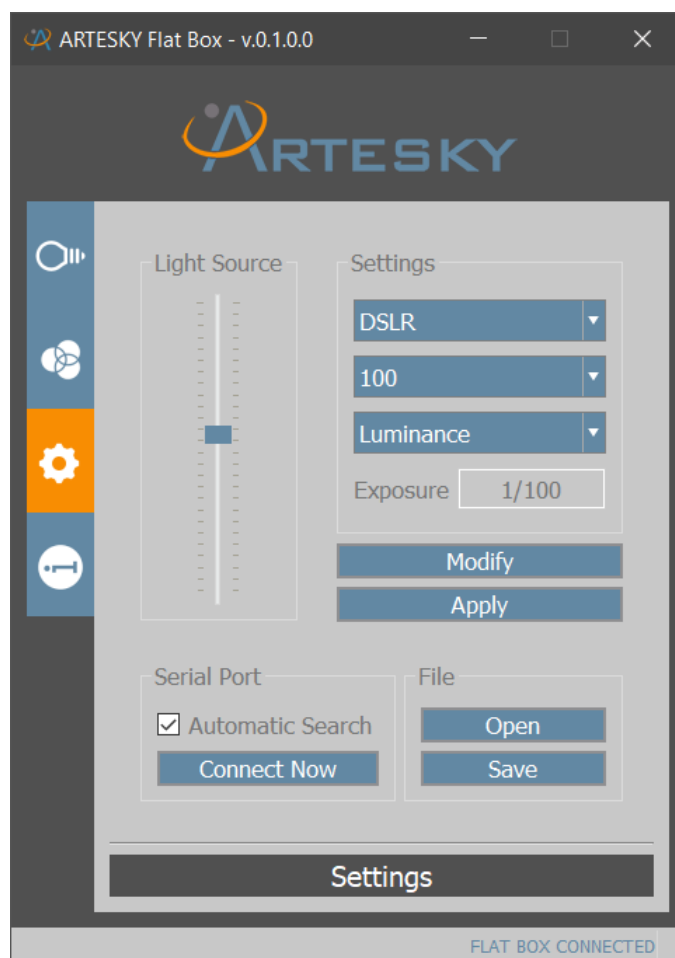 ARTESKY Flat Box - v.0.1.0.0
ARTESKY
Light Source
Settings
DSLR
100
Luminance
Exposure 1/100
Modify
Apply
Serial Port
Automatic Search
Connect Now
File
Open
Save
Settings
FLAT BOX CONNECTED